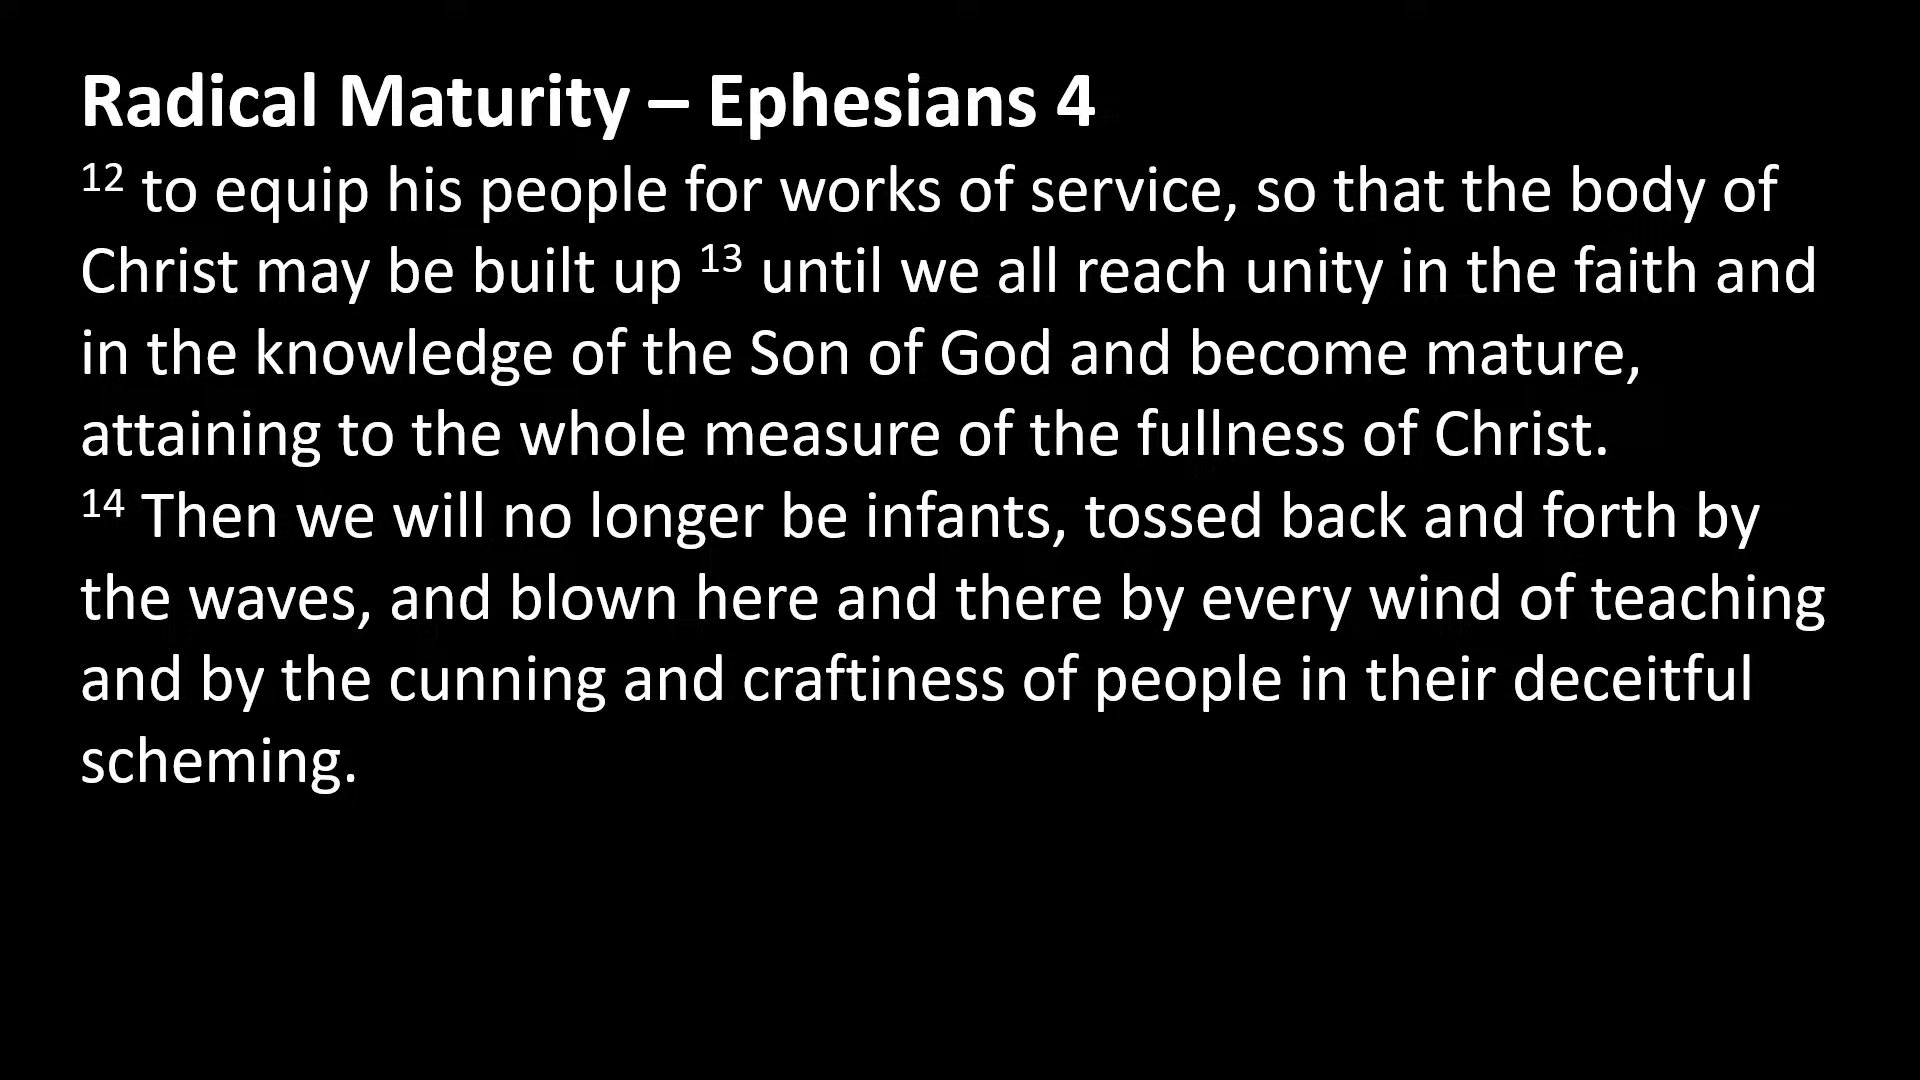 Radical Maturity – Ephesians 4
12 to equip his people for works of service, so that the body of
Christ may be built up 13 until we all reach unity in the faith and
in the knowledge of the Son of God and become mature,
attaining to the whole measure of the fullness of Christ.
14 Then we will no longer be infants, tossed back and forth by
the waves, and blown here and there by every wind of teaching
and by the cunning and craftiness of people in their deceitful
scheming.